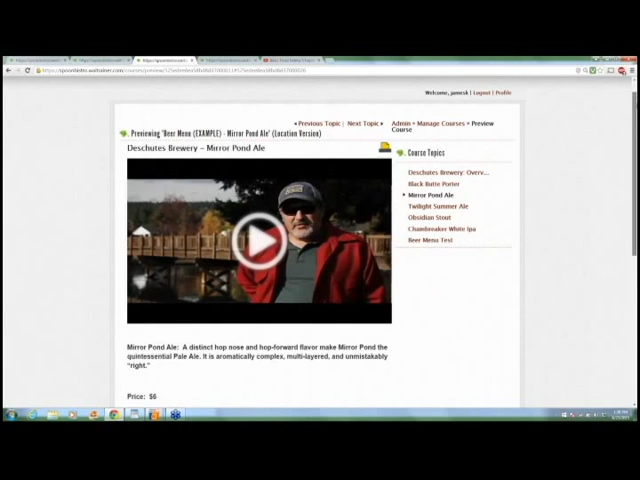 Welcome, jamesk | Logout | Profile
Previous Topic | Next Topic
Admin • Manage Courses • Preview Course
Previewing 'Beer Menu (EXAMPLE) - Mirror Pond Ale' (Location Version)
Deschutes Brewery - Mirror Pond Ale
Course Topics
Deschutes Brewery: Overv...
Black Butte Porter
Mirror Pond Ale
Twilight Summer Ale
Obsidian Stout
Chainbreaker White Ipa
Beer Menu Test
Mirror Pond Ale: A distinct hop nose and hop-forward flavor make Mirror Pond the
quintessential Pale Ale. It is aromatically complex, multi-layered, and unmistakably
"right."
Price: $6